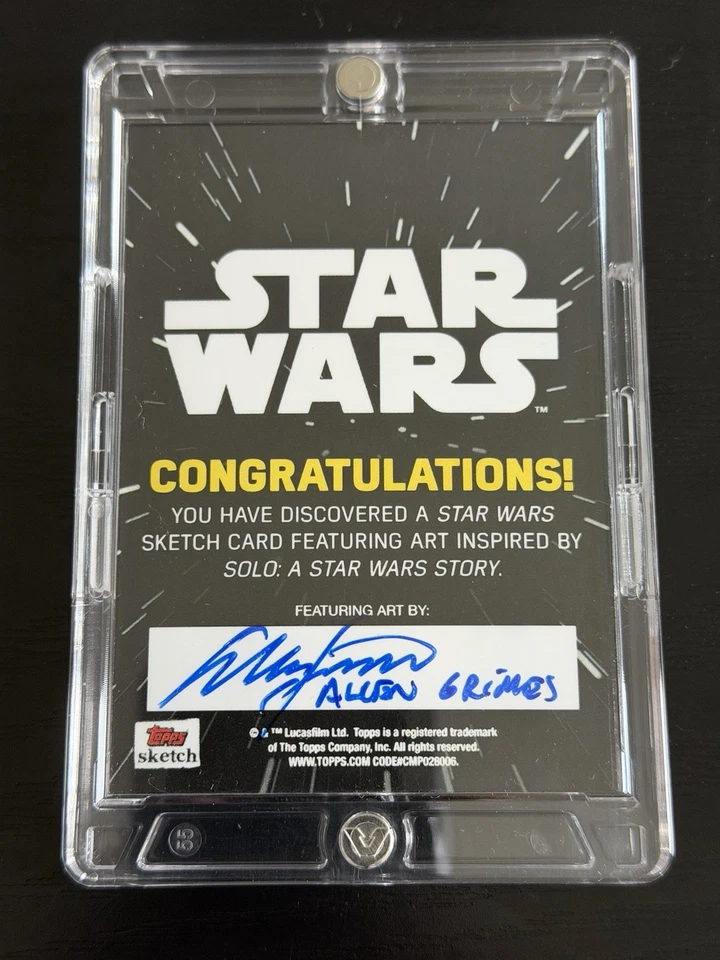 STAR
WARS™
CONGRATULATIONS!
YOU HAVE DISCOVERED A STAR WARS
SKETCH CARD FEATURING ART INSPIRED BY
SOLO: A STAR WARS STORY.
FEATURING ART BY:
ALLEN GRIMES
Topps
sketch
© & ™ Lucasfilm Ltd. Topps is a registered trademark
of The Topps Company, Inc. All rights reserved.
WWW.TOPPS.COM CODE#CMP028006.
55